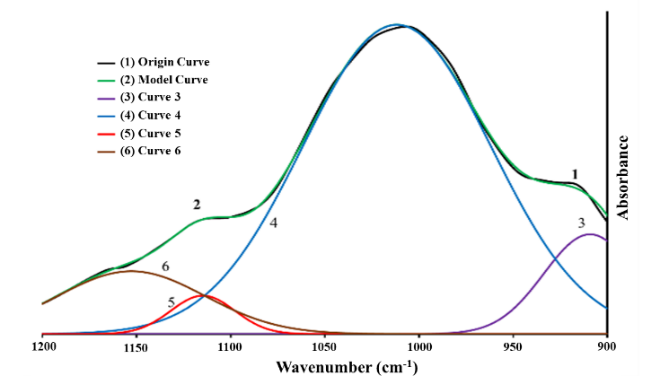 (1) Origin Curve
(2) Model Curve
(3) Curve 3
(4) Curve 4
(5) Curve 5
(6) Curve 6
1
2
3
4
6
5
Absorbance
1200 1150 1100 1050 1000 950 900
Wavenumber (cm⁻¹)